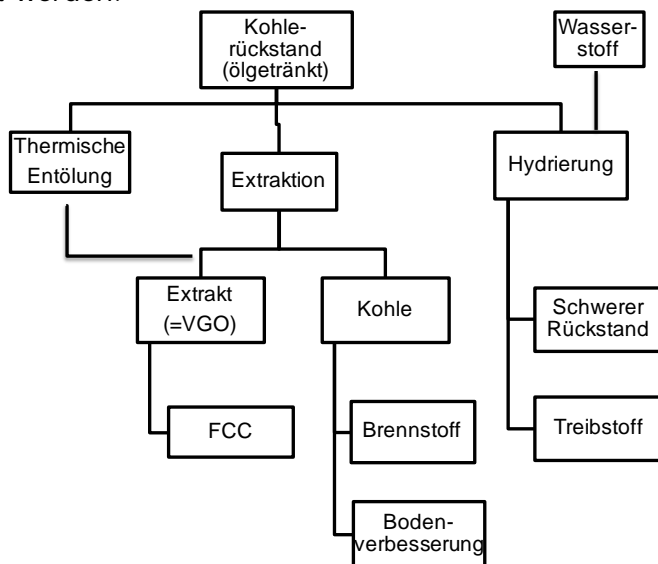 Kohle-
rückstand
(ölgetränkt)
Wasser-
stoff
Thermische
Entölung
Extraktion
Hydrierung
Extrakt
(=VGO)
Kohle
Schwerer
Rückstand
FCC
Brennstoff
Treibstoff
Boden-
verbesserung